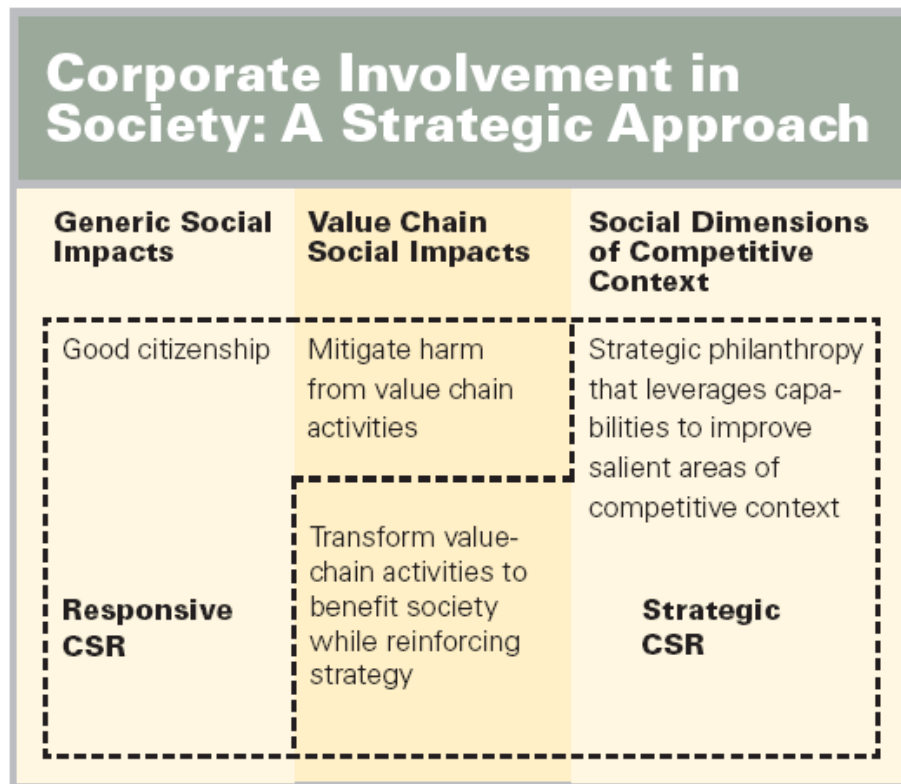 Corporate Involvement in
Society: A Strategic Approach
Generic Social
Impacts
Value Chain
Social Impacts
Social Dimensions
of Competitive
Context
Good citizenship
Mitigate harm
from value chain
activities
Strategic philanthropy
that leverages capa-
bilities to improve
salient areas of
competitive context
Transform value-
chain activities to
benefit society
while reinforcing
strategy
Responsive
CSR
Strategic
CSR